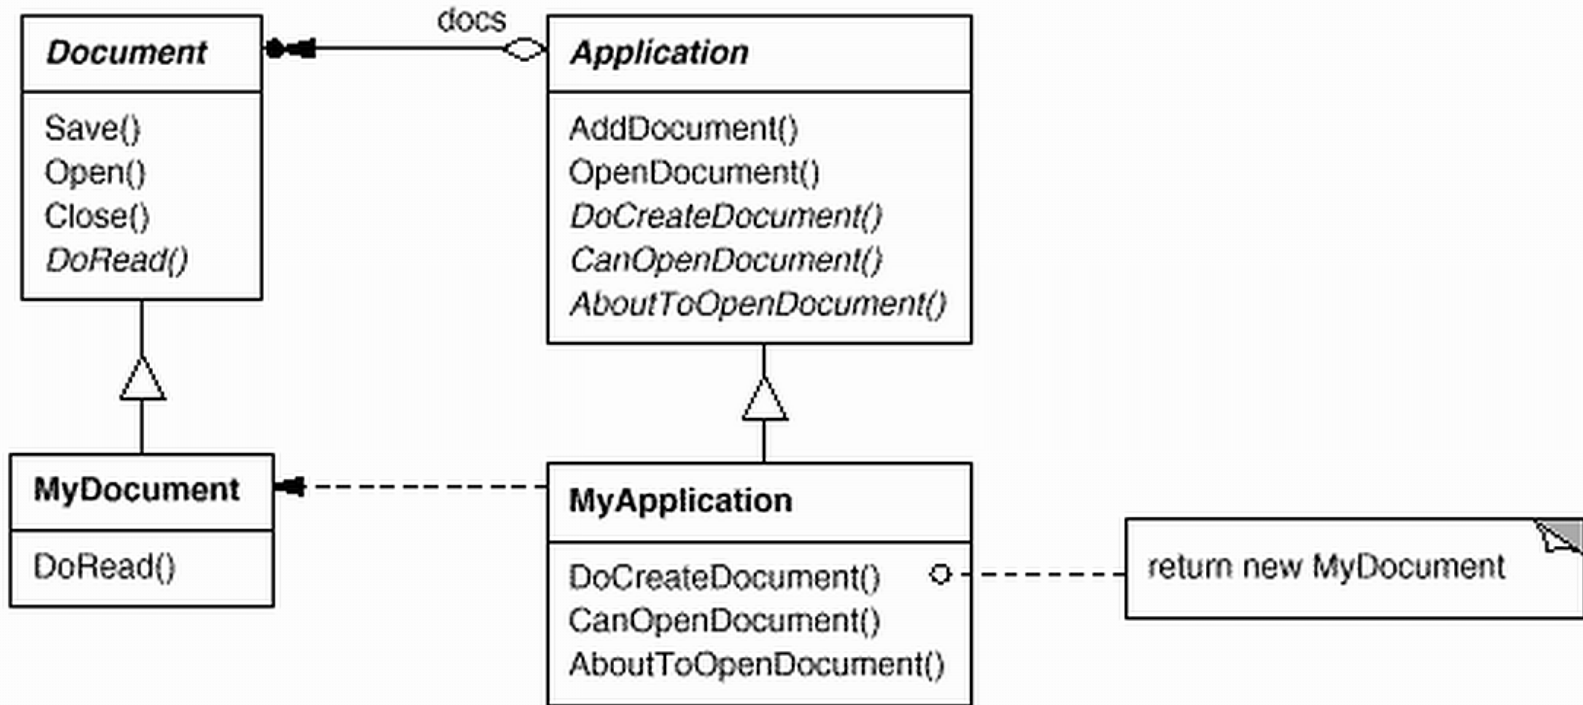 docs
Document
Save()
Open()
Close()
DoRead()
Application
AddDocument()
OpenDocument()
DoCreateDocument()
CanOpenDocument()
AboutToOpenDocument()
MyDocument
DoRead()
MyApplication
DoCreateDocument()
CanOpenDocument()
AboutToOpenDocument()
return new MyDocument